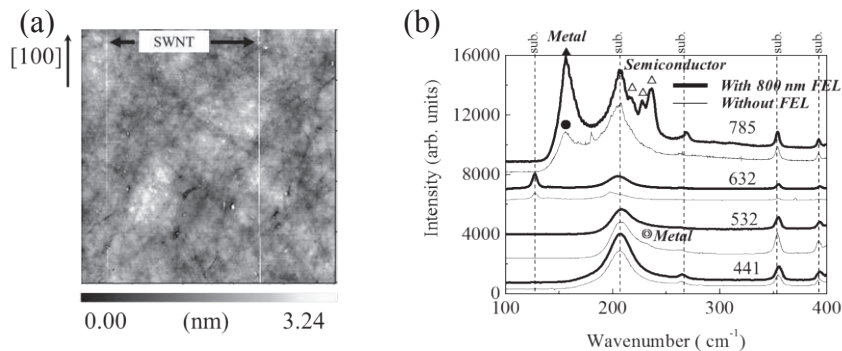 (a)
SWNT
[100]
0.00 (nm) 3.24
(b)
sub. sub. sub. sub. sub.
Metal
Semiconductor
With 800 nm FEL
Without FEL
785
632
532
Metal
441
Intensity (arb. units)
16000
12000
8000
4000
0
100 200 300 400
Wavenumber ( cm-1)